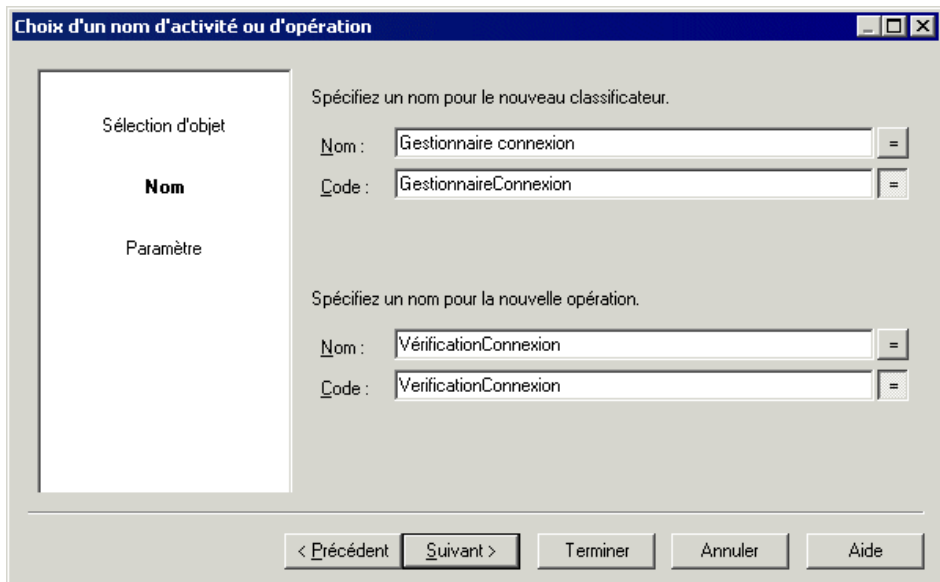 Choix d'un nom d'activité ou d'opération
Sélection d'objet
Nom
Paramètre
Spécifiez un nom pour le nouveau classificateur.
Nom : Gestionnaire connexion =
Code : GestionnaireConnexion =
Spécifiez un nom pour la nouvelle opération.
Nom : VérificationConnexion =
Code : VerificationConnexion =
< Précédent Suivant > Terminer Annuler Aide